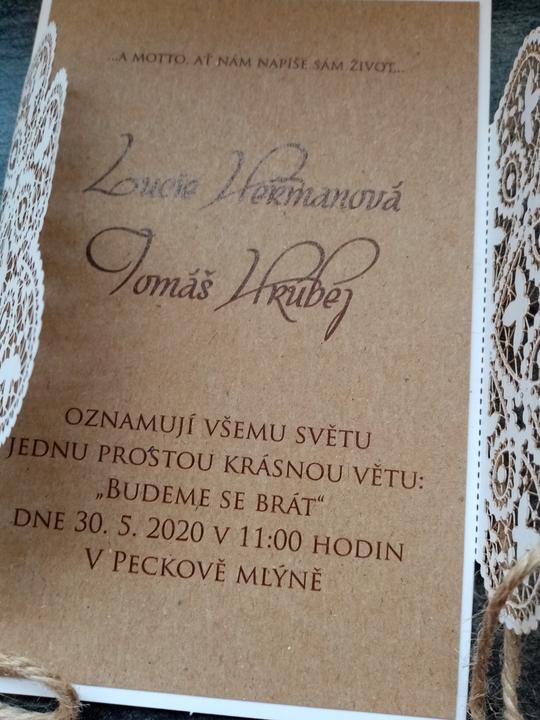 ...A MOTTO, AŤ NÁM NAPÍŠE SÁM ŽIVOT...
Lucie Heřmanová
Tomáš Hrubej
OZNAMUJÍ VŠEMU SVĚTU
JEDNU PROSTOU KRÁSNOU VĚTU:
„BUDEME SE BRÁT“
DNE 30. 5. 2020 V 11:00 HODIN
V PECKOVĚ MLÝNĚ